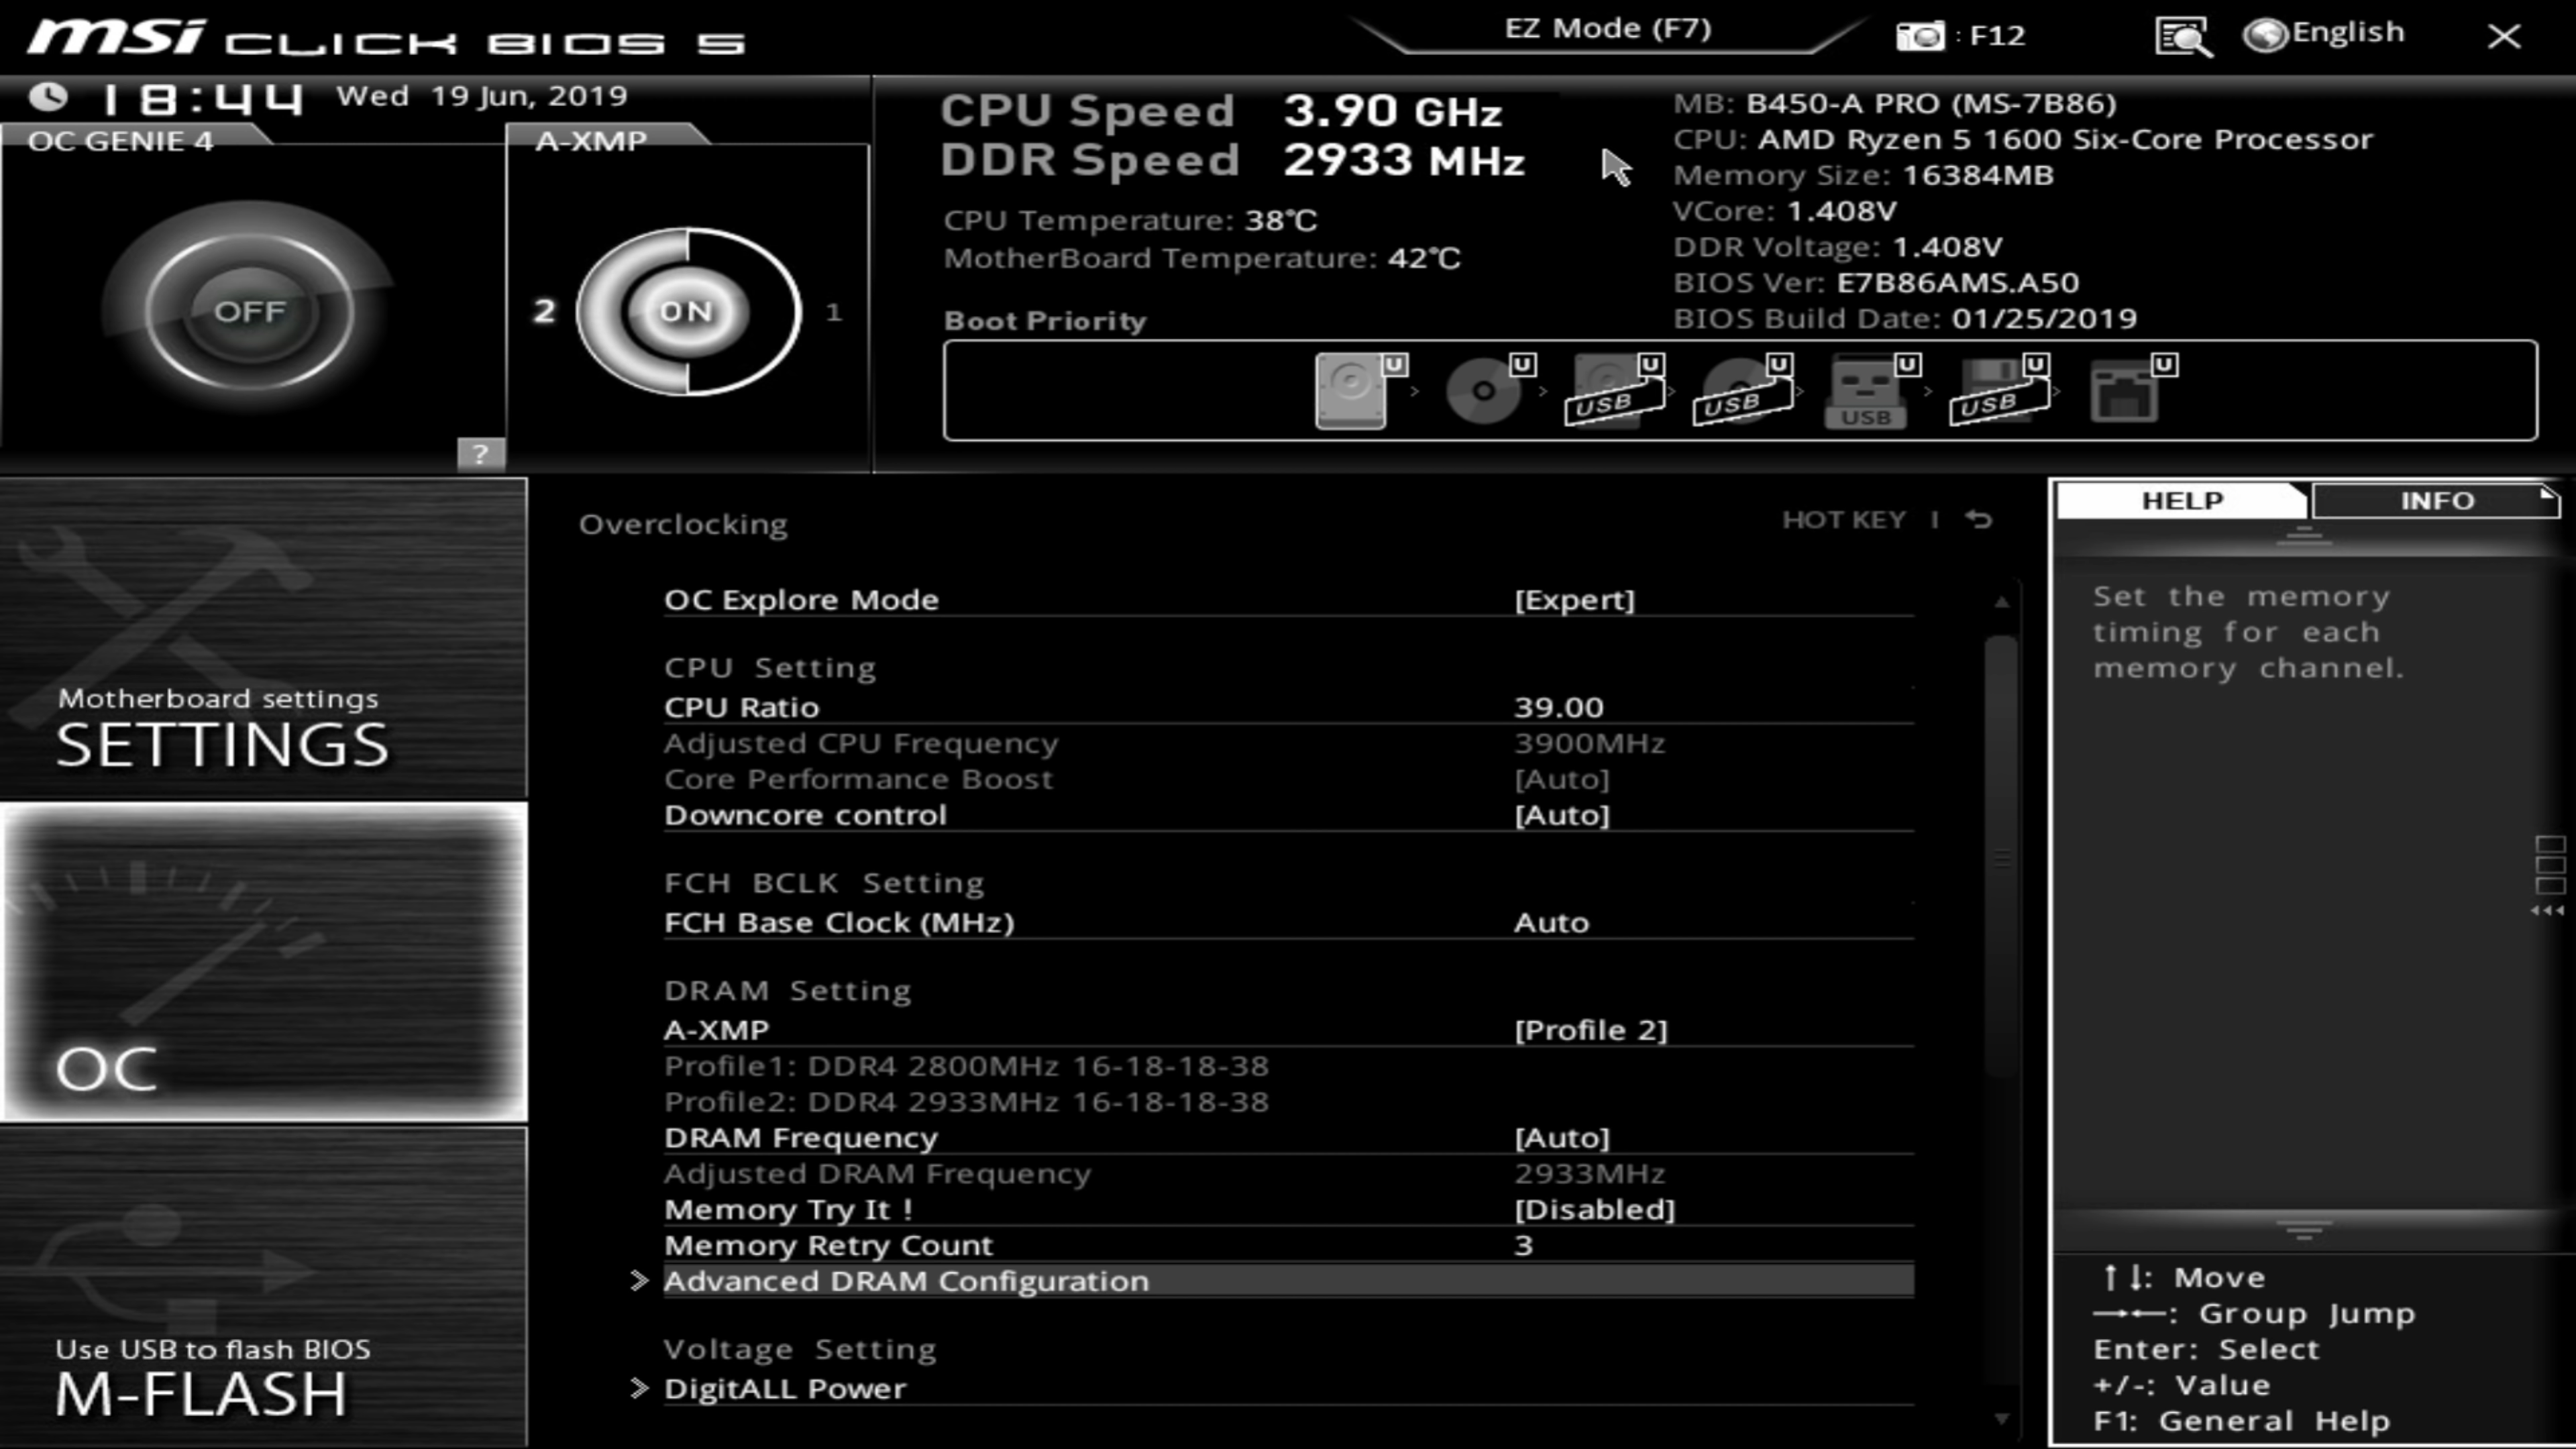 msi CLICK BIOS 5
EZ Mode (F7)
: F12
English
18:44 Wed 19 Jun, 2019
OC GENIE 4
OFF
?
A-XMP
2 ON 1
CPU Speed 3.90 GHz
DDR Speed 2933 MHz
CPU Temperature: 38°C
MotherBoard Temperature: 42°C
MB: B450-A PRO (MS-7B86)
CPU: AMD Ryzen 5 1600 Six-Core Processor
Memory Size: 16384MB
VCore: 1.408V
DDR Voltage: 1.408V
BIOS Ver: E7B86AMS.A50
BIOS Build Date: 01/25/2019
Boot Priority
U U U U U U U
USB USB USB USB
Motherboard settings
SETTINGS
OC
Use USB to flash BIOS
M-FLASH
Overclocking
HOT KEY |
OC Explore Mode [Expert]
CPU Setting
CPU Ratio 39.00
Adjusted CPU Frequency 3900MHz
Core Performance Boost [Auto]
Downcore control [Auto]
FCH BCLK Setting
FCH Base Clock (MHz) Auto
DRAM Setting
A-XMP [Profile 2]
Profile1: DDR4 2800MHz 16-18-18-38
Profile2: DDR4 2933MHz 16-18-18-38
DRAM Frequency [Auto]
Adjusted DRAM Frequency 2933MHz
Memory Try It ! [Disabled]
Memory Retry Count 3
Advanced DRAM Configuration
Voltage Setting
DigitALL Power
HELP
INFO
Set the memory
timing for each
memory channel.
↑↓: Move
→←: Group Jump
Enter: Select
+/-: Value
F1: General Help